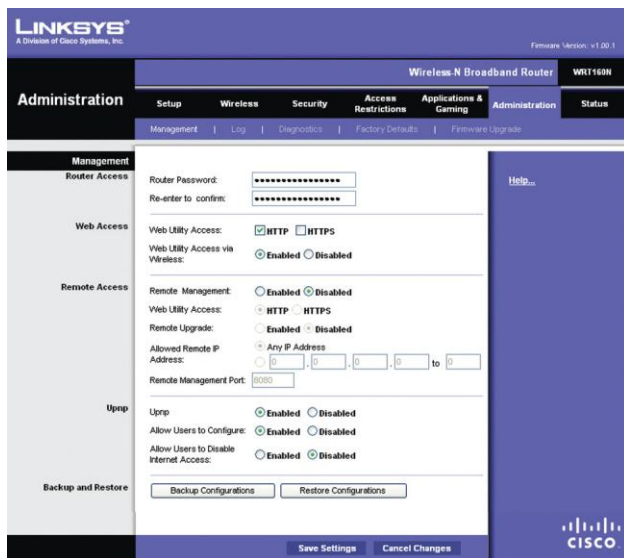 LINKSYS®
A Division of Cisco Systems, Inc.
Firmware Version: v1.00.1
Wireless-N Broadband Router WRT160N
Administration
Setup Wireless Security Access Restrictions Applications & Gaming Administration Status
Management | Log | Diagnostics | Factory Defaults | Firmware Upgrade
Management
Router Access
Router Password:
Re-enter to confirm:
Help...
Web Access
Web Utility Access: HTTP HTTPS
Web Utility Access via Wireless: Enabled Disabled
Remote Access
Remote Management: Enabled Disabled
Web Utility Access: HTTP HTTPS
Remote Upgrade: Enabled Disabled
Allowed Remote IP Address: Any IP Address
0 . 0 . 0 . 0 to 0
Remote Management Port: 8080
Upnp
Upnp Enabled Disabled
Allow Users to Configure: Enabled Disabled
Allow Users to Disable Internet Access: Enabled Disabled
Backup and Restore
Backup Configurations Restore Configurations
Save Settings Cancel Changes
CISCO.